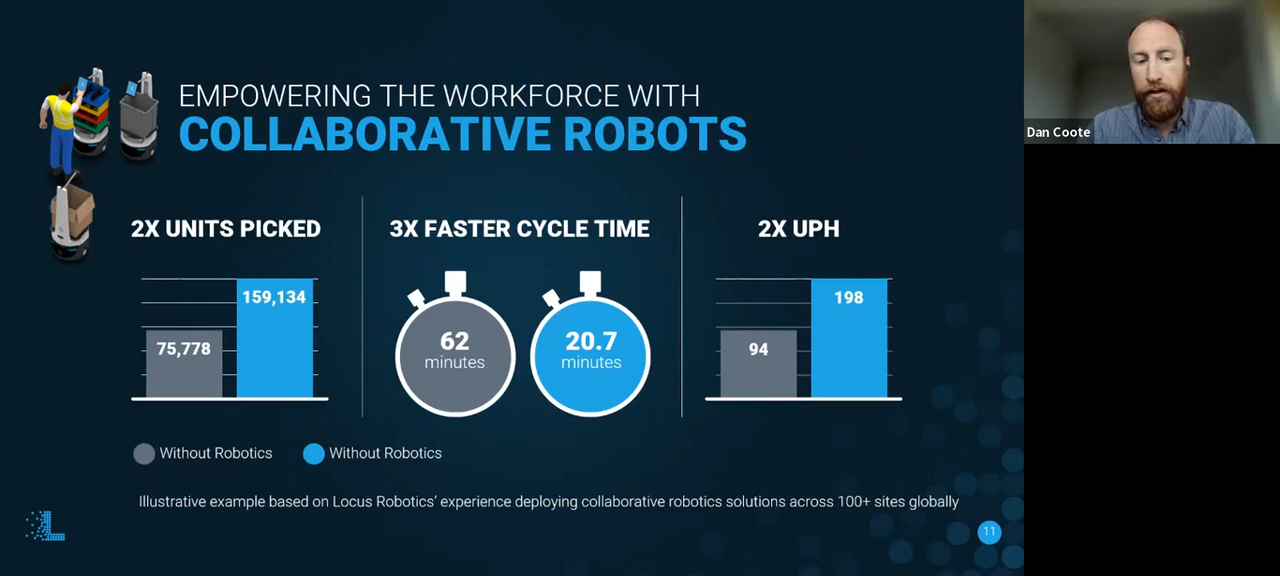 EMPOWERING THE WORKFORCE WITH
COLLABORATIVE ROBOTS
Dan Coote
2X UNITS PICKED
75,778
159,134
3X FASTER CYCLE TIME
62
minutes
20.7
minutes
2X UPH
94
198
Without Robotics
Without Robotics
Illustrative example based on Locus Robotics' experience deploying collaborative robotics solutions across 100+ sites globally
11